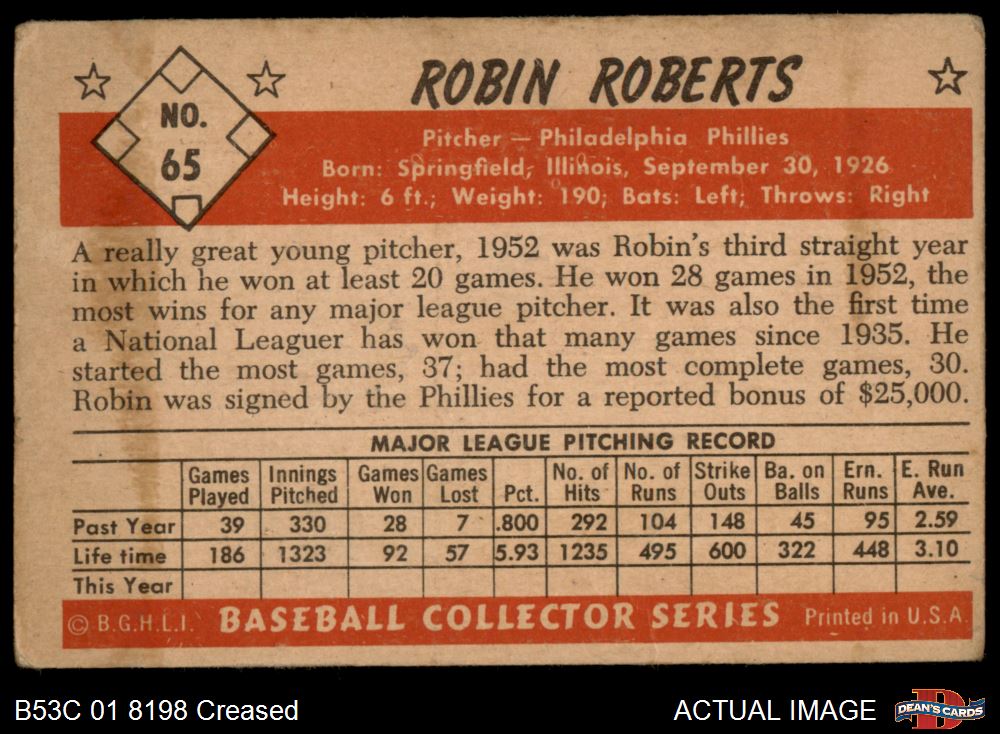 ROBIN ROBERTS
NO.
65
Pitcher — Philadelphia Phillies
Born: Springfield, Illinois, September 30, 1926
Height: 6 ft.; Weight: 190; Bats: Left; Throws: Right
A really great young pitcher, 1952 was Robin's third straight year
in which he won at least 20 games. He won 28 games in 1952, the
most wins for any major league pitcher. It was also the first time
a National Leaguer has won that many games since 1935. He
started the most games, 37; had the most complete games, 30.
Robin was signed by the Phillies for a reported bonus of $25,000.
MAJOR LEAGUE PITCHING RECORD
Games Innings Games Games No. of No. of Strike Ba. on Ern. E. Run
Played Pitched Won Lost Pct. Hits Runs Outs Balls Runs Ave.
Past Year 39 330 28 7 .800 292 104 148 45 95 2.59
Life time 186 1323 92 57 5.93 1235 495 600 322 448 3.10
This Year
© B.G.H.L.I. BASEBALL COLLECTOR SERIES Printed in U.S.A.
B53C 01 8198 Creased ACTUAL IMAGE DEAN'S CARDS